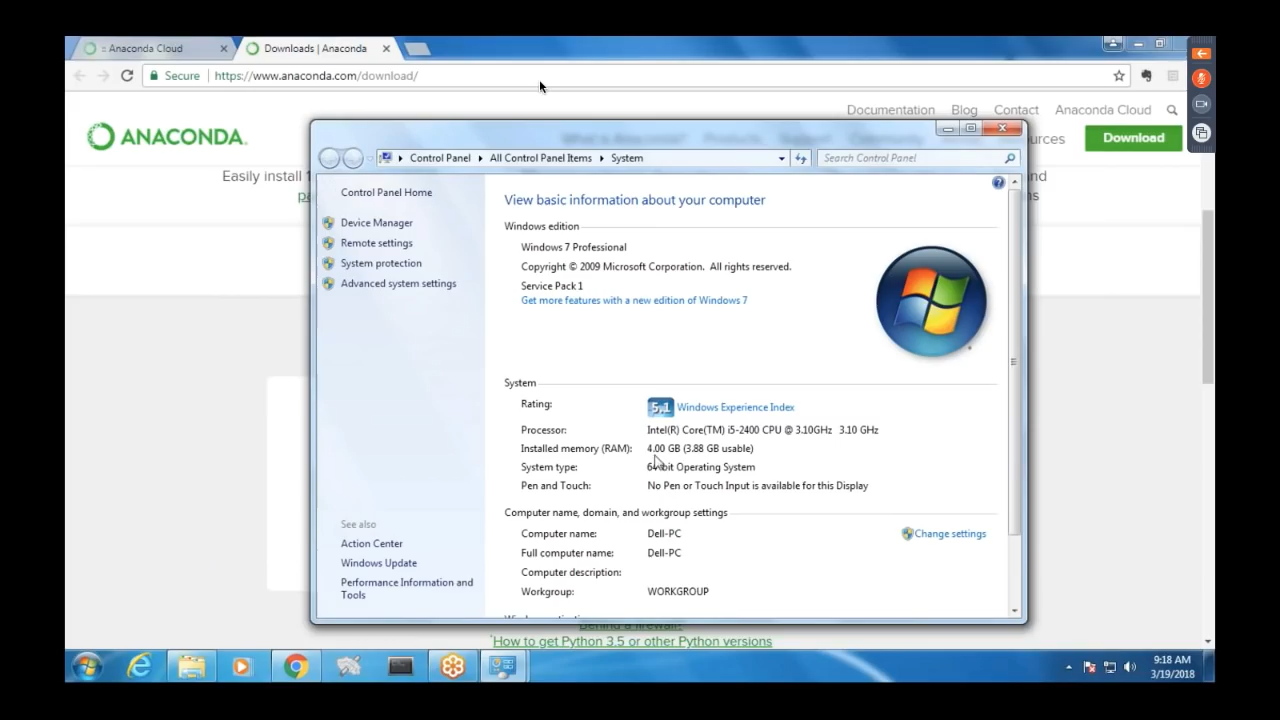 :: Anaconda Cloud
Downloads | Anaconda
Secure
https://www.anaconda.com/download/
Documentation Blog Contact Anaconda Cloud
ANACONDA.
Download
Easily install 1
Control Panel
All Control Panel Items
System
Search Control Panel
Control Panel Home
Device Manager
Remote settings
System protection
Advanced system settings
See also
Action Center
Windows Update
Performance Information and
Tools
View basic information about your computer
Windows edition
Windows 7 Professional
Copyright © 2009 Microsoft Corporation. All rights reserved.
Service Pack 1
Get more features with a new edition of Windows 7
System
Rating: 5.1 Windows Experience Index
Processor: Intel(R) Core(TM) i5-2400 CPU @ 3.10GHz 3.10 GHz
Installed memory (RAM): 4.00 GB (3.88 GB usable)
System type: 64-bit Operating System
Pen and Touch: No Pen or Touch Input is available for this Display
Computer name, domain, and workgroup settings
Computer name: Dell-PC
Change settings
Full computer name: Dell-PC
Computer description:
Workgroup: WORKGROUP
Behind a firewall?
*How to get Python 3.5 or other Python versions
9:18 AM
3/19/2018